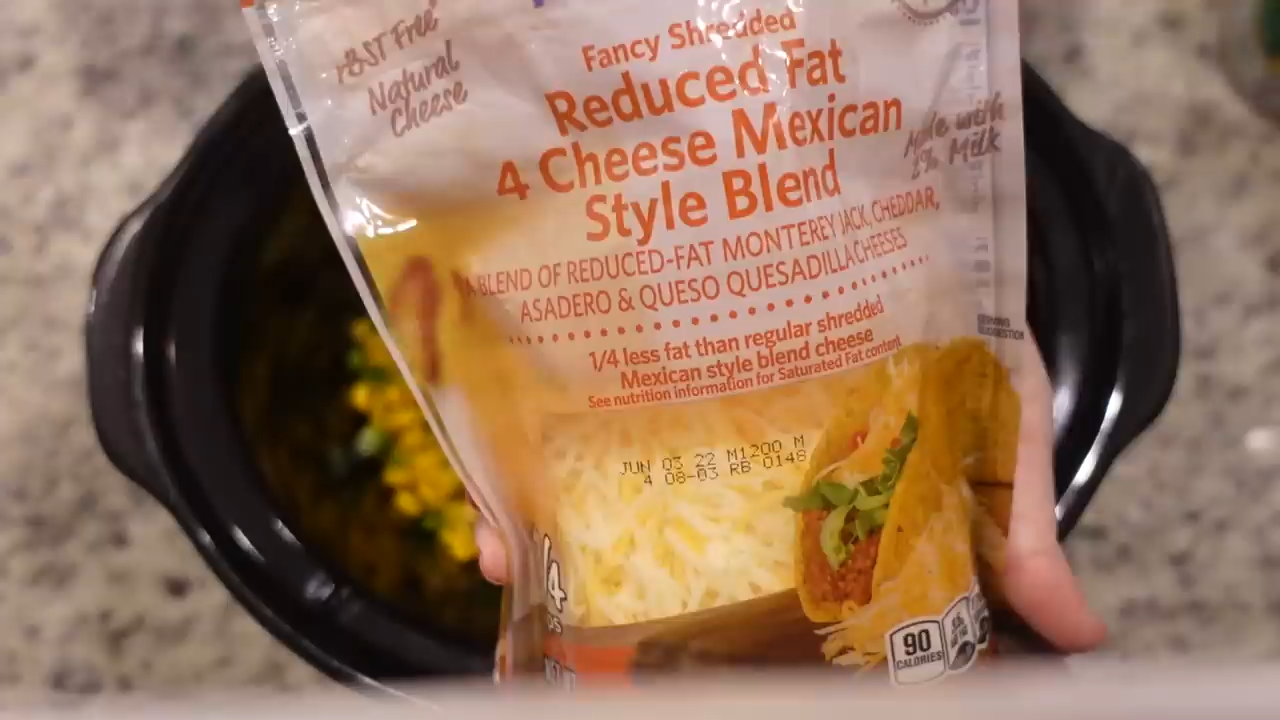 rBST Free
Natural
Cheese
Fancy Shredded
Reduced Fat
4 Cheese Mexican
Style Blend
Made with
2% Milk
A BLEND OF REDUCED-FAT MONTEREY JACK, CHEDDAR,
ASADERO & QUESO QUESADILLA CHEESES
1/4 less fat than regular shredded
Mexican style blend cheese
See nutrition information for Saturated Fat content
SERVING
SUGGESTION
JUN 03 22 M1200 M
4 08-03 RB 0148
90
CALORIES